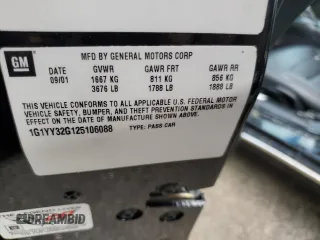 GM
MFD BY GENERAL MOTORS CORP
DATE GVWR GAWR FRT GAWR RR
09/01 1667 KG 811 KG 856 KG
3676 LB 1788 LB 1888 LB
THIS VEHICLE CONFORMS TO ALL APPLICABLE U.S. FEDERAL MOTOR
VEHICLE SAFETY, BUMPER, AND THEFT PREVENTION STANDARDS
IN EFFECT ON THE DATE OF MANUFACTURE SHOWN ABOVE.
1G1YY32G125106088 TYPE: PASS CAR
DREAMBID